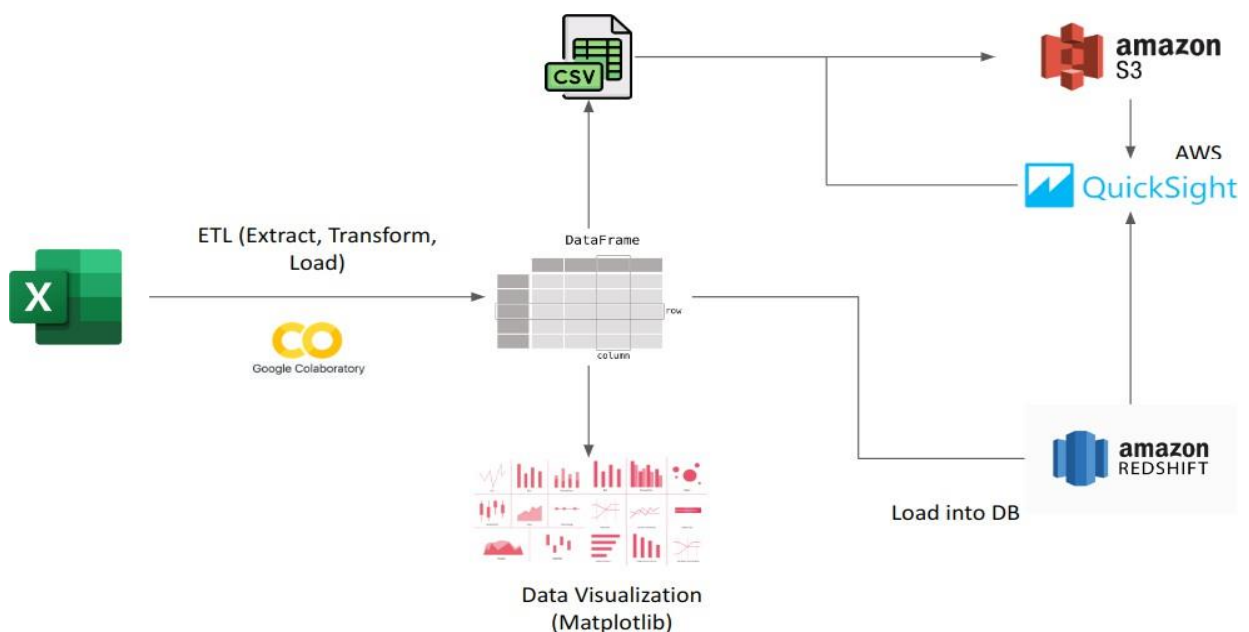 CSV
amazon
S3
AWS
QuickSight
ETL (Extract, Transform,
Load)
DataFrame
X
row
column
Google Colaboratory
amazon
REDSHIFT
Load into DB
Data Visualization
(Matplotlib)